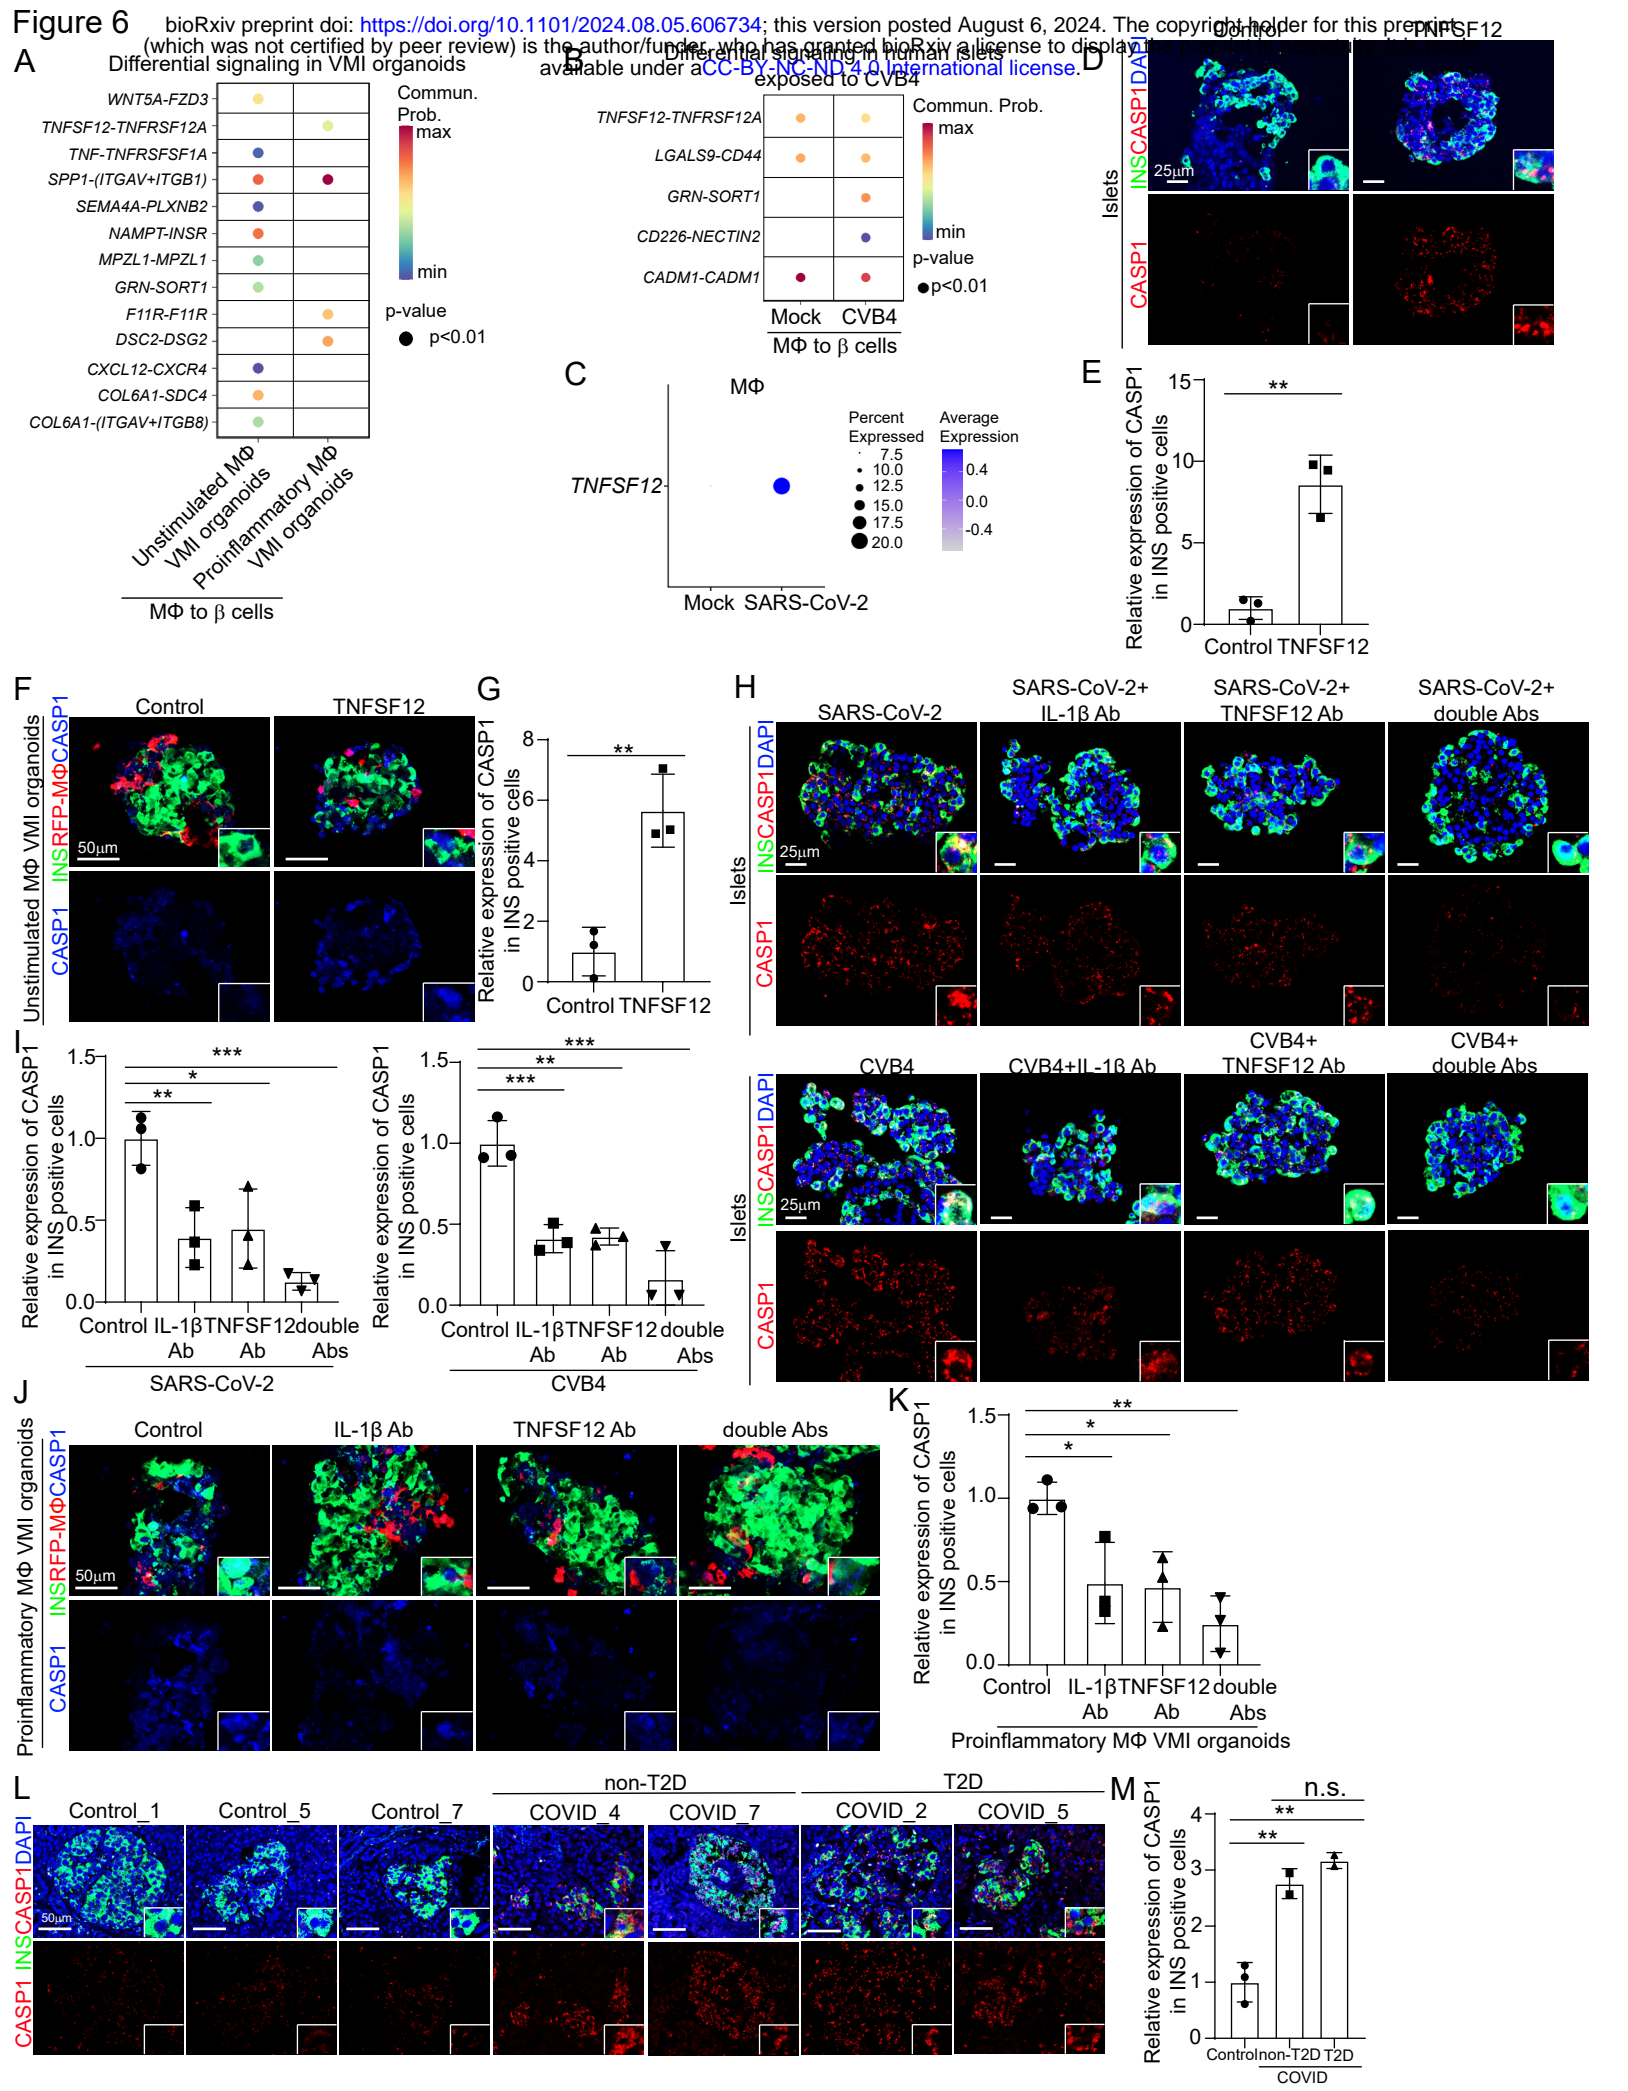 Figure 6
bioRxiv preprint doi: https://doi.org/10.1101/2024.08.05.606734; this version posted August 6, 2024. The copyright holder for this preprint
(which was not certified by peer review) is the author/funder, who has granted bioRxiv a license to display the
available under aCC-BY-NC-ND 4.0 International license.
A
Differential signaling in VMI organoids
WNT5A-FZD3
TNFSF12-TNFRSF12A
TNF-TNFRSFSF1A
SPP1-(ITGAV+ITGB1)
SEMA4A-PLXNB2
NAMPT-INSR
MPZL1-MPZL1
GRN-SORT1
F11R-F11R
DSC2-DSG2
CXCL12-CXCR4
COL6A1-SDC4
COL6A1-(ITGAV+ITGB8)
Unstimulated MΦ
VMI organoids
Proinflammatory MΦ
VMI organoids
MΦ to β cells
Commun.
Prob.
max
min
p-value
p<0.01
B
Differential signaling in human islets
exposed to CVB4
TNFSF12-TNFRSF12A
LGALS9-CD44
GRN-SORT1
CD226-NECTIN2
CADM1-CADM1
Mock CVB4
MΦ to β cells
Commun. Prob.
max
min
p-value
p<0.01
C
MΦ
TNFSF12
Mock SARS-CoV-2
Percent
Expressed
7.5
10.0
12.5
15.0
17.5
20.0
Average
Expression
0.4
0.0
-0.4
D
Control
TNFSF12
Islets
INSCASP1DAPI
CASP1
25μm
E
Relative expression of CASP1
in INS positive cells
15
10
5
0
**
Control TNFSF12
F
Control
TNFSF12
Unstimulated MΦ VMI organoids
INSRFP-MΦCASP1
CASP1
50μm
G
Relative expression of CASP1
in INS positive cells
8
6
4
2
0
**
Control TNFSF12
H
SARS-CoV-2
SARS-CoV-2+
IL-1β Ab
SARS-CoV-2+
TNFSF12 Ab
SARS-CoV-2+
double Abs
Islets
INSCASP1DAPI
CASP1
25μm
CVB4
CVB4+IL-1β Ab
CVB4+
TNFSF12 Ab
CVB4+
double Abs
Islets
INSCASP1DAPI
CASP1
25μm
I
Relative expression of CASP1
in INS positive cells
1.5
1.0
0.5
0.0
***
*
**
Control IL-1β TNFSF12 double
Ab Ab Abs
SARS-CoV-2
Relative expression of CASP1
in INS positive cells
1.5
1.0
0.5
0.0
***
**
***
Control IL-1β TNFSF12 double
Ab Ab Abs
CVB4
J
Control
IL-1β Ab
TNFSF12 Ab
double Abs
Proinflammatory MΦ VMI organoids
INSRFP-MΦCASP1
CASP1
50μm
K
Relative expression of CASP1
in INS positive cells
1.5
1.0
0.5
0.0
**
*
*
Control IL-1β TNFSF12 double
Ab Ab Abs
Proinflammatory MΦ VMI organoids
L
non-T2D
T2D
Control_1
Control_5
Control_7
COVID_4
COVID_7
COVID_2
COVID_5
CASP1 INSCASP1DAPI
50μm
M
Relative expression of CASP1
in INS positive cells
4
3
2
1
0
n.s.
**
**
Control non-T2D T2D
COVID